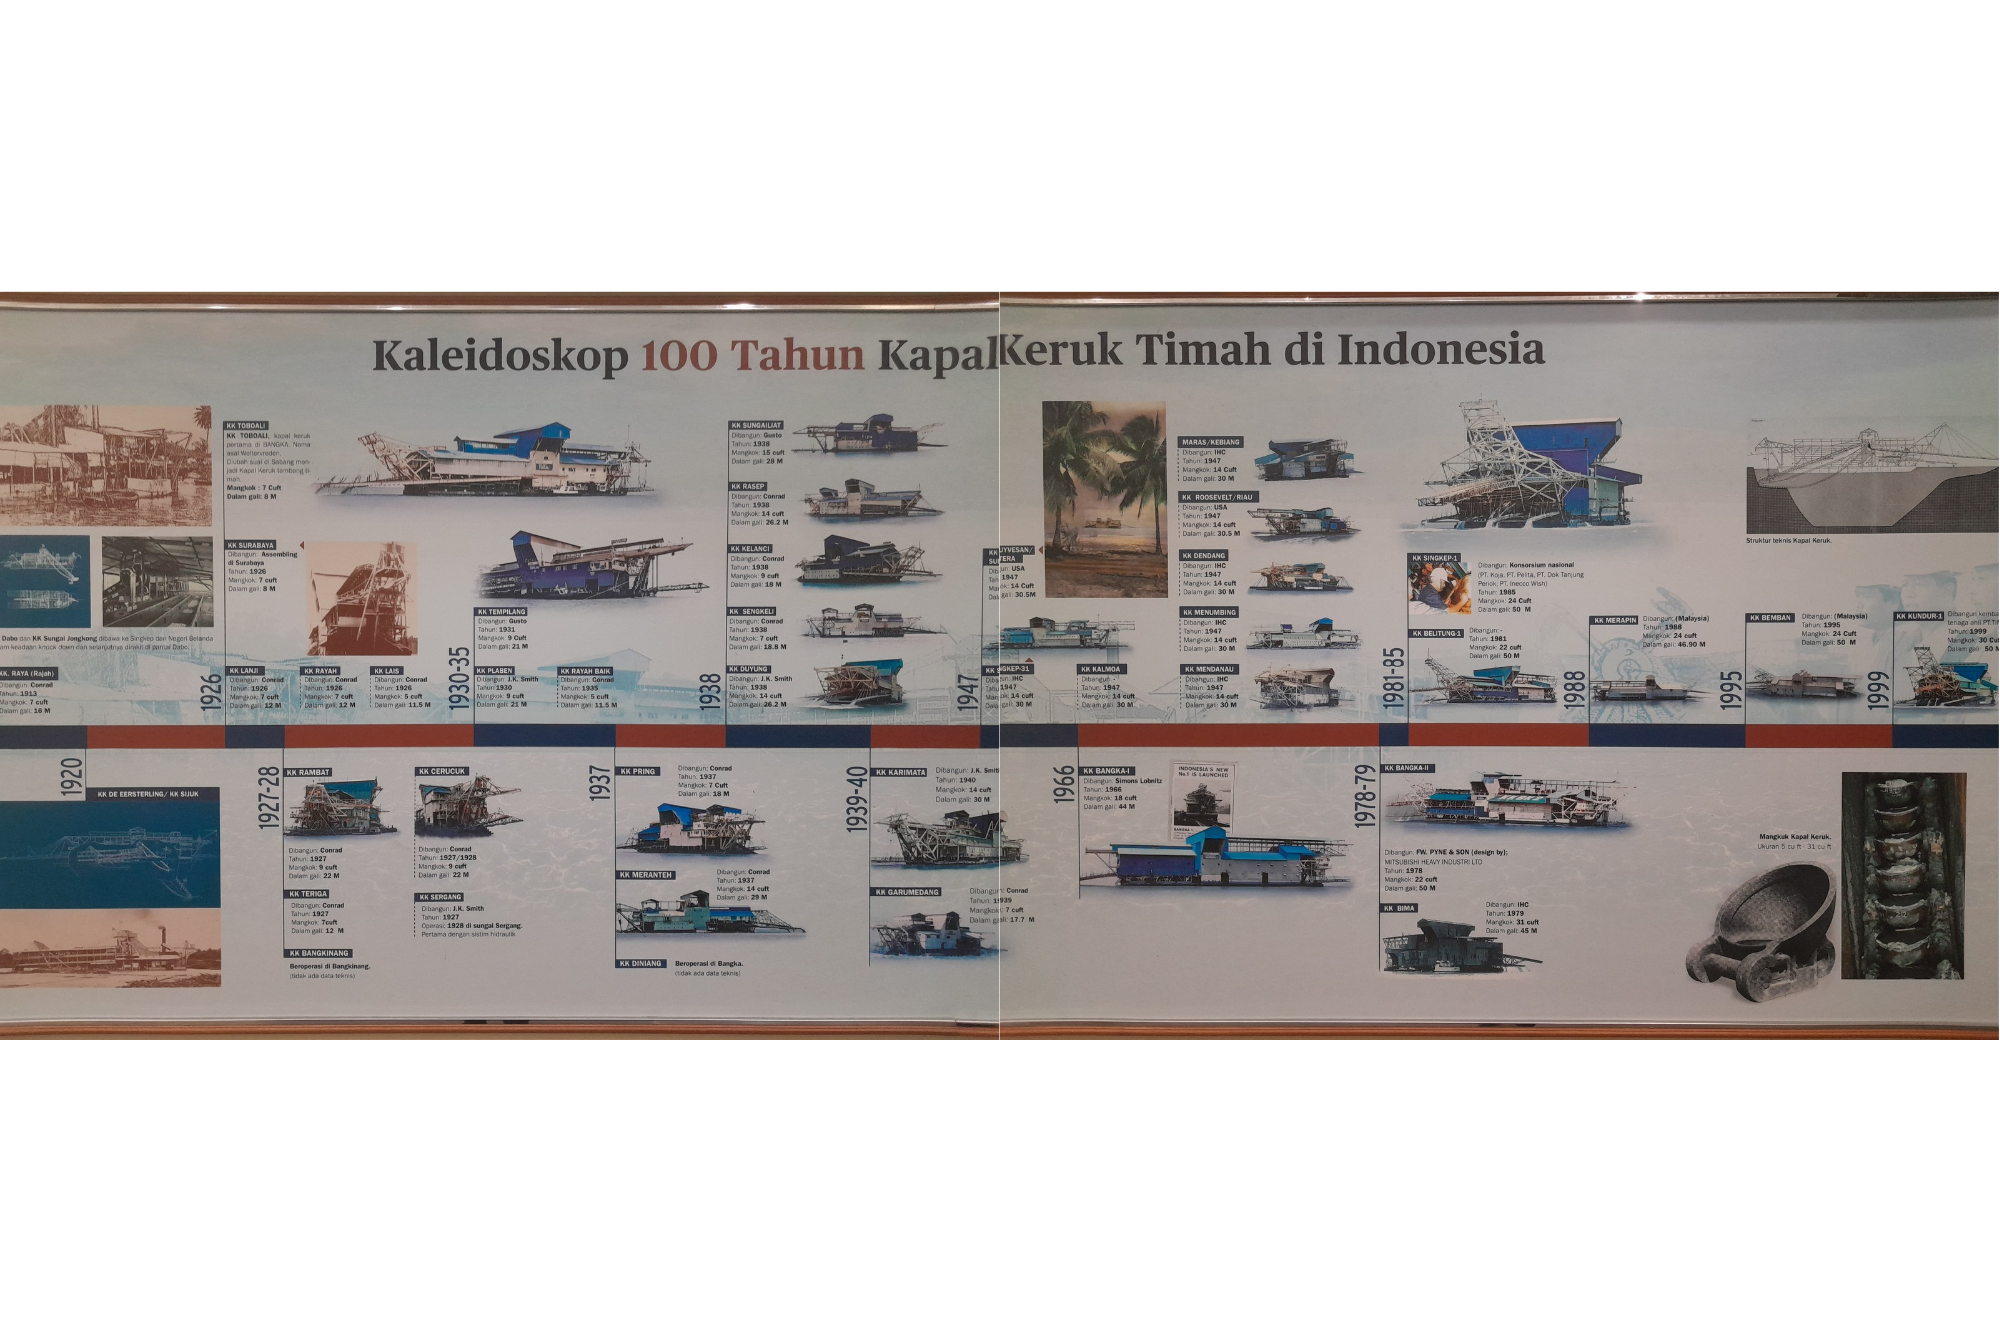 Kaleidoskop 100 Tahun Kapal Keruk Timah di Indonesia
KK TOBOALI
KK TOBOALI, kapal keruk
pertama di BANGKA. Nama
asal Weltervreden.
Diubah suai di Sabang men-
jadi Kapal Keruk tambang ti-
mah.
Mangkok : 7 Cuft
Dalam gali: 8 M
KK SURABAYA
Dibangun: Assembling
di Surabaya
Tahun: 1926
Mangkok: 7 cuft
Dalam gali: 8 M
Dabo dan KK Sungai Jongkong dibawa ke Singkep dari Negeri Belanda
am keadaan knock down dan selanjutnya dirakit di pantai Dabo.
KK. RAYA (Rajah)
Dibangun: Conrad
Tahun: 1913
Mangkok: 7 cuft
Dalam gali: 16 M
1926
KK LANJI
Dibangun: Conrad
Tahun: 1926
Mangkok: 7 cuft
Dalam gali: 12 M
KK RAYAH
Dibangun: Conrad
Tahun: 1926
Mangkok: 7 cuft
Dalam gali: 12 M
KK LAIS
Dibangun: Conrad
Tahun: 1926
Mangkok: 5 cuft
Dalam gali: 11.5 M
1930-35
KK TEMPILANG
Dibangun: Gusto
Tahun: 1931
Mangkok: 9 Cuft
Dalam gali: 21 M
KK PLABEN
Dibangun: J.K. Smith
Tahun: 1930
Mangkok: 9 cuft
Dalam gali: 21 M
KK RAYAH BAIK
Dibangun: Conrad
Tahun: 1935
Mangkok: 5 cuft
Dalam gali: 11.5 M
1938
KK SUNGAILIAT
Dibangun: Gusto
Tahun: 1938
Mangkok: 15 cuft
Dalam gali: 28 M
KK RASEP
Dibangun: Conrad
Tahun: 1938
Mangkok: 14 cuft
Dalam gali: 26.2 M
KK KELANCI
Dibangun: Conrad
Tahun: 1938
Mangkok: 9 cuft
Dalam gali: 18 M
KK SENGKELI
Dibangun: Conrad
Tahun: 1938
Mangkok: 7 cuft
Dalam gali: 18.8 M
KK DUYUNG
Dibangun: J.K. Smith
Tahun: 1938
Mangkok: 14 cuft
Dalam gali: 26.2 M
1947
UYVESAN/
TERA
USA
1947
14 Cuft
gali: 30.5M
GKEP-31
IHC
1947
14 cuft
gali: 30 M
KK KALMOA
Dibangun: -
Tahun: 1947
Mangkok: 14 cuft
Dalam gali: 30 M
MARAS/KEBIANG
Dibangun: IHC
Tahun: 1947
Mangkok: 14 Cuft
Dalam gali: 30 M
KK ROOSEVELT/RIAU
Dibangun: USA
Tahun: 1947
Mangkok: 14 cuft
Dalam gali: 30.5 M
KK DENDANG
Dibangun: IHC
Tahun: 1947
Mangkok: 14 cuft
Dalam gali: 30 M
KK MENUMBING
Dibangun: IHC
Tahun: 1947
Mangkok: 14 cuft
Dalam gali: 30 M
KK MENDANAU
Dibangun: IHC
Tahun: 1947
Mangkok: 14 cuft
Dalam gali: 30 M
1981-85
KK SINGKEP-1
Dibangun: Konsorsium nasional
(PT. Koja, PT. Pelita, PT. Dok Tanjung
Periok, PT. Inecco Wish)
Tahun: 1985
Mangkok: 24 Cuft
Dalam gali: 50 M
KK BELITUNG-1
Dibangun: -
Tahun: 1981
Mangkok: 22 cuft
Dalam gali: 50 M
1988
KK MERAPIN
Dibangun: (Malaysia)
Tahun: 1988
Mangkok: 24 cuft
Dalam gali: 46.90 M
1995
KK BEMBAN
Dibangun: (Malaysia)
Tahun: 1995
Mangkok: 24 Cuft
Dalam gali: 50 M
1999
KK KUNDUR-1
Dibangun: kemba
tenaga ahli PT.TI
Tahun: 1999
Mangkok: 30 Cu
Dalam gali: 50 M
Struktur teknis Kapal Keruk.
1920
KK DE EERSTERLING/ KK SIJUK
1927-28
KK RAMBAT
Dibangun: Conrad
Tahun: 1927
Mangkok: 9 cuft
Dalam gali: 22 M
KK TERIGA
Dibangun: Conrad
Tahun: 1927
Mangkok: 7cuft
Dalam gali: 12 M
KK BANGKINANG
Beroperasi di Bangkinang.
(tidak ada data teknis)
KK CERUCUK
Dibangun: Conrad
Tahun: 1927/1928
Mangkok: 9 cuft
Dalam gali: 22 M
KK SERGANG
Dibangun: J.K. Smith
Tahun: 1927
Operasi: 1928 di sungai Sergang.
Pertama dengan sistim hidraulik
1937
KK PRING
Dibangun: Conrad
Tahun: 1937
Mangkok: 7 Cuft
Dalam gali: 18 M
KK MERANTEH
Dibangun: Conrad
Tahun: 1937
Mangkok: 14 cuft
Dalam gali: 29 M
KK DINIANG
Beroperasi di Bangka.
(tidak ada data teknis)
1939-40
KK KARIMATA
Dibangun: J.K. Smit
Tahun: 1940
Mangkok: 14 cuft
Dalam gali: 30 M
KK GARUMEDANG
Dibangun: Conrad
Tahun: 1939
Mangkok: 7 cuft
Dalam gali: 17.7 M
1966
KK BANGKA-I
Dibangun: Simons Lobnitz
Tahun: 1966
Mangkok: 18 cuft
Dalam gali: 44 M
INDONESIA'S NEW
No.1 IS LAUNCHED
1978-79
KK BANGKA-II
Dibangun: FW. PYNE & SON (design by);
MITSUBISHI HEAVY INDUSTRI LTD
Tahun: 1978
Mangkok: 22 cuft
Dalam gali: 50 M
KK BIMA
Dibangun: IHC
Tahun: 1979
Mangkok: 31 cuft
Dalam gali: 45 M
Mangkuk Kapal Keruk.
Ukuran 5 cu ft - 31 cu ft